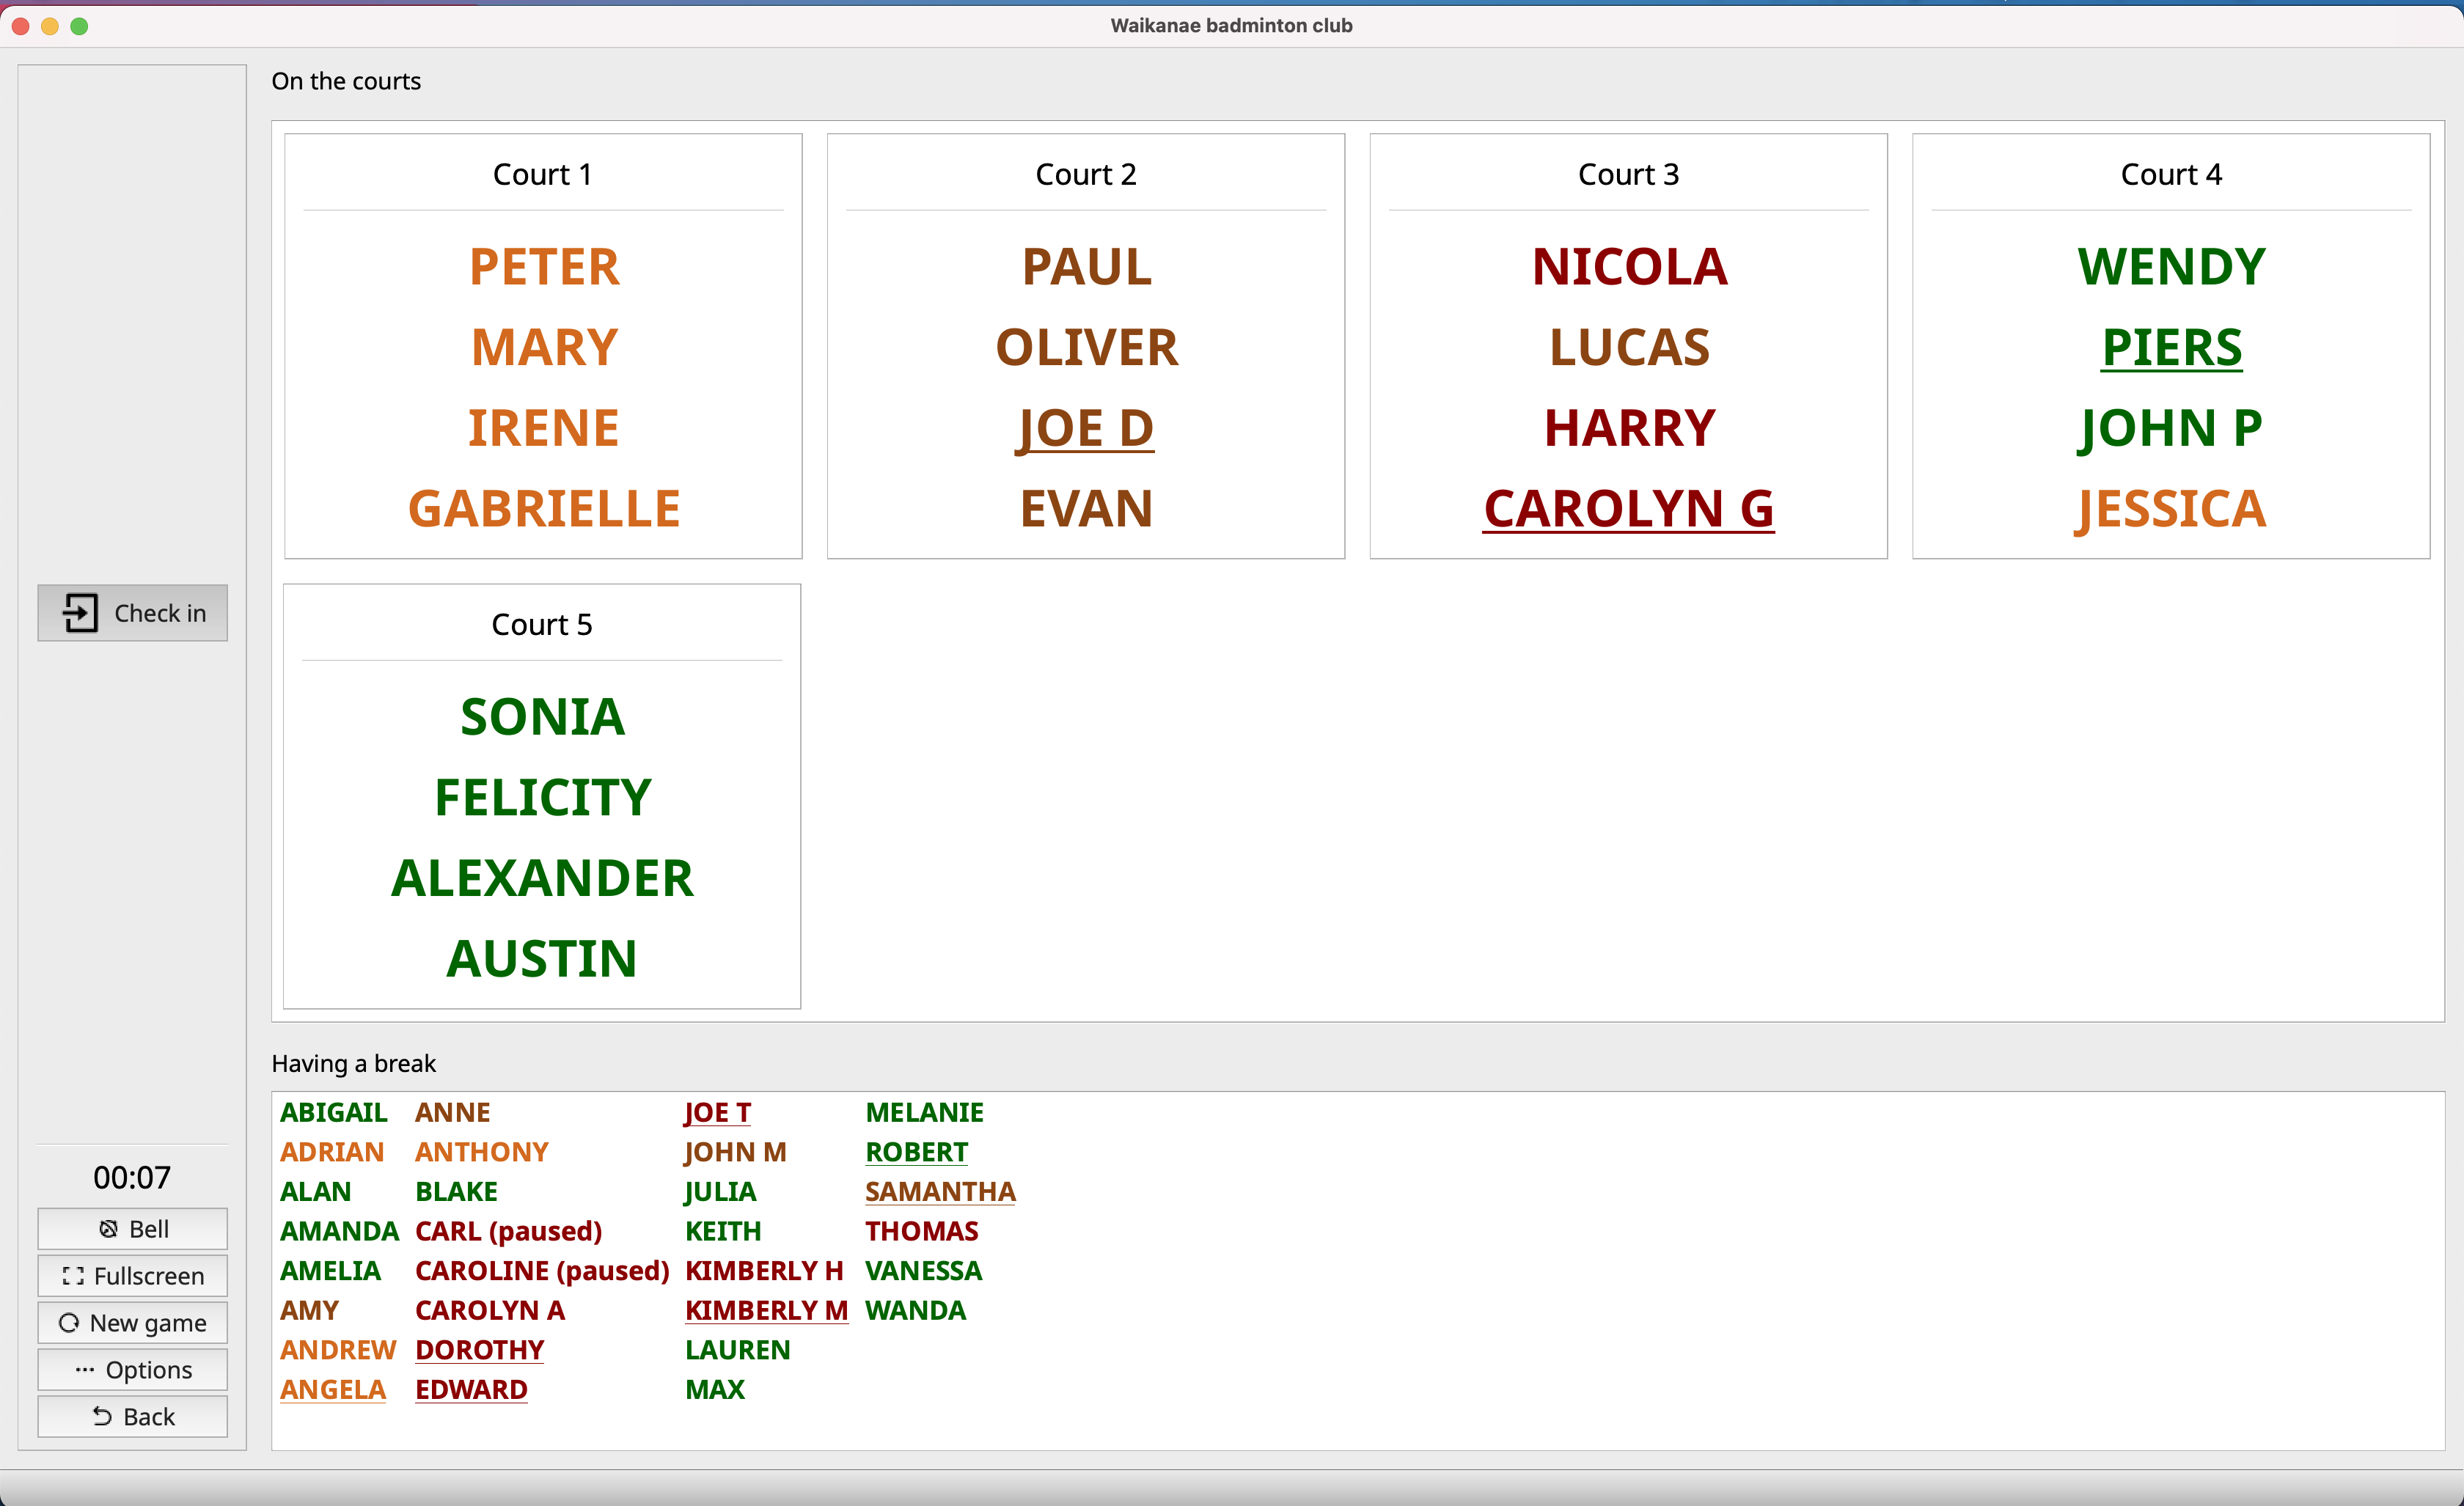 Waikanae badminton club
On the courts
Court 1
PETER
MARY
IRENE
GABRIELLE
Court 2
PAUL
OLIVER
JOE D
EVAN
Court 3
NICOLA
LUCAS
HARRY
CAROLYN G
Court 4
WENDY
PIERS
JOHN P
JESSICA
Court 5
SONIA
FELICITY
ALEXANDER
AUSTIN
Check in
00:07
Bell
Fullscreen
New game
Options
Back
Having a break
ABIGAIL
ADRIAN
ALAN
AMANDA
AMELIA
AMY
ANDREW
ANGELA
ANNE
ANTHONY
BLAKE
CARL (paused)
CAROLINE (paused)
CAROLYN A
DOROTHY
EDWARD
JOE T
JOHN M
JULIA
KEITH
KIMBERLY H
KIMBERLY M
LAUREN
MAX
MELANIE
ROBERT
SAMANTHA
THOMAS
VANESSA
WANDA